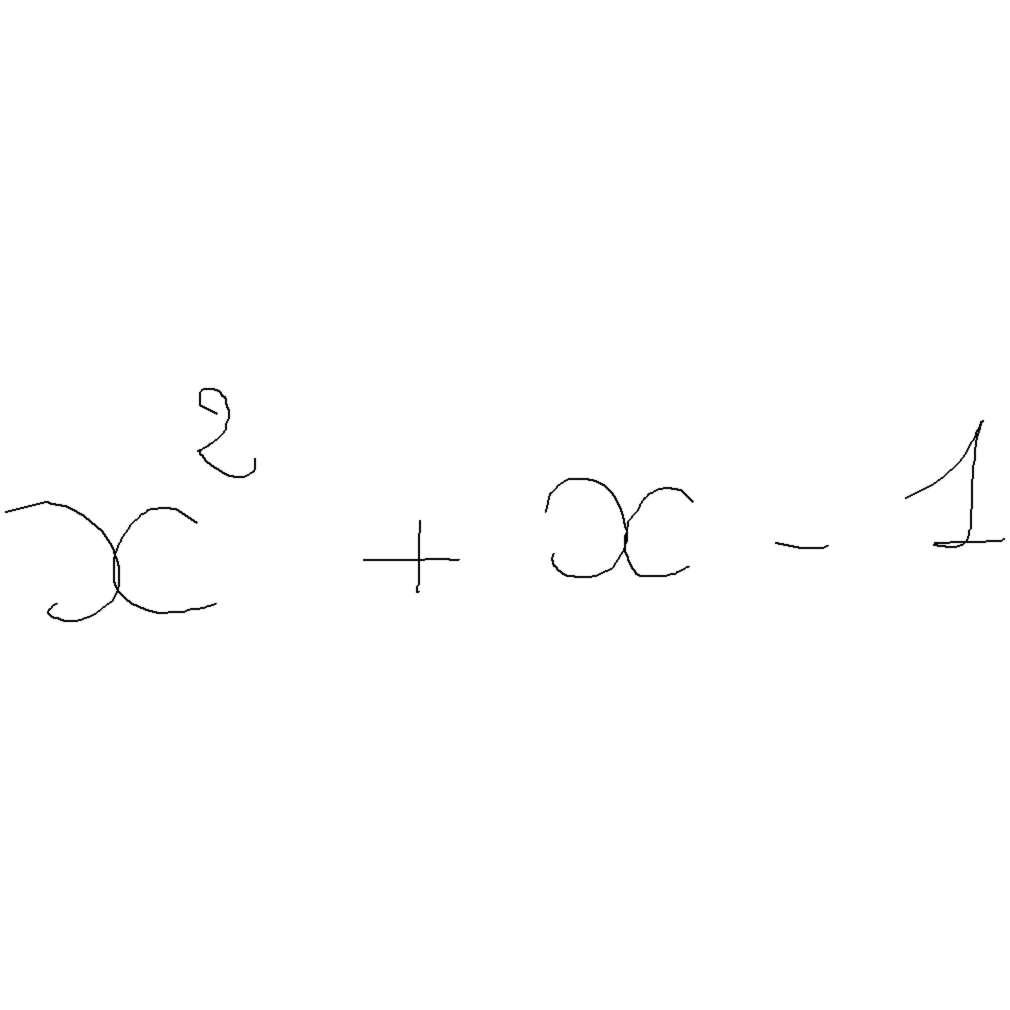 x² + x - 1